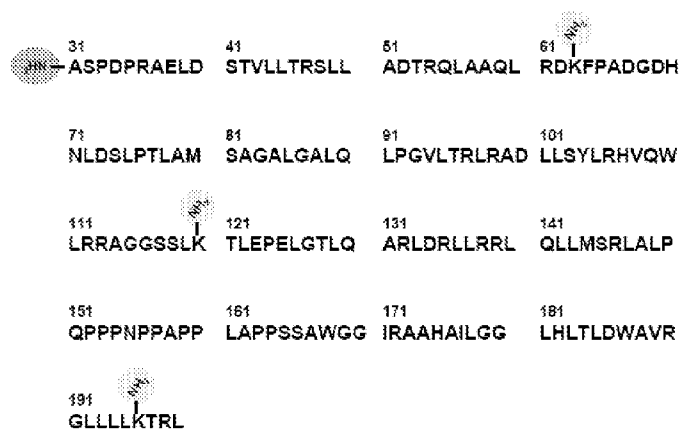 NH₂
31 41 51 61
ASPDPRAELD STVLLTRSLL ADTRQLAAQL RDKFPADGDH
71 81 91 101
NLDSLPTLAM SAGALGALQ LPGVLTRLRAD LLSYLRHVQW
NH₂
111 121 131 141
LRRAGGSSLK TLEPELGTLQ ARLDRLLRRL QLLMSRLALP
151 161 171 181
QPPPNPPAPP LAPPSSAWGG IRAAHAILGG LHLTLDWAVR
NH₂
191
GLLLLKTRL